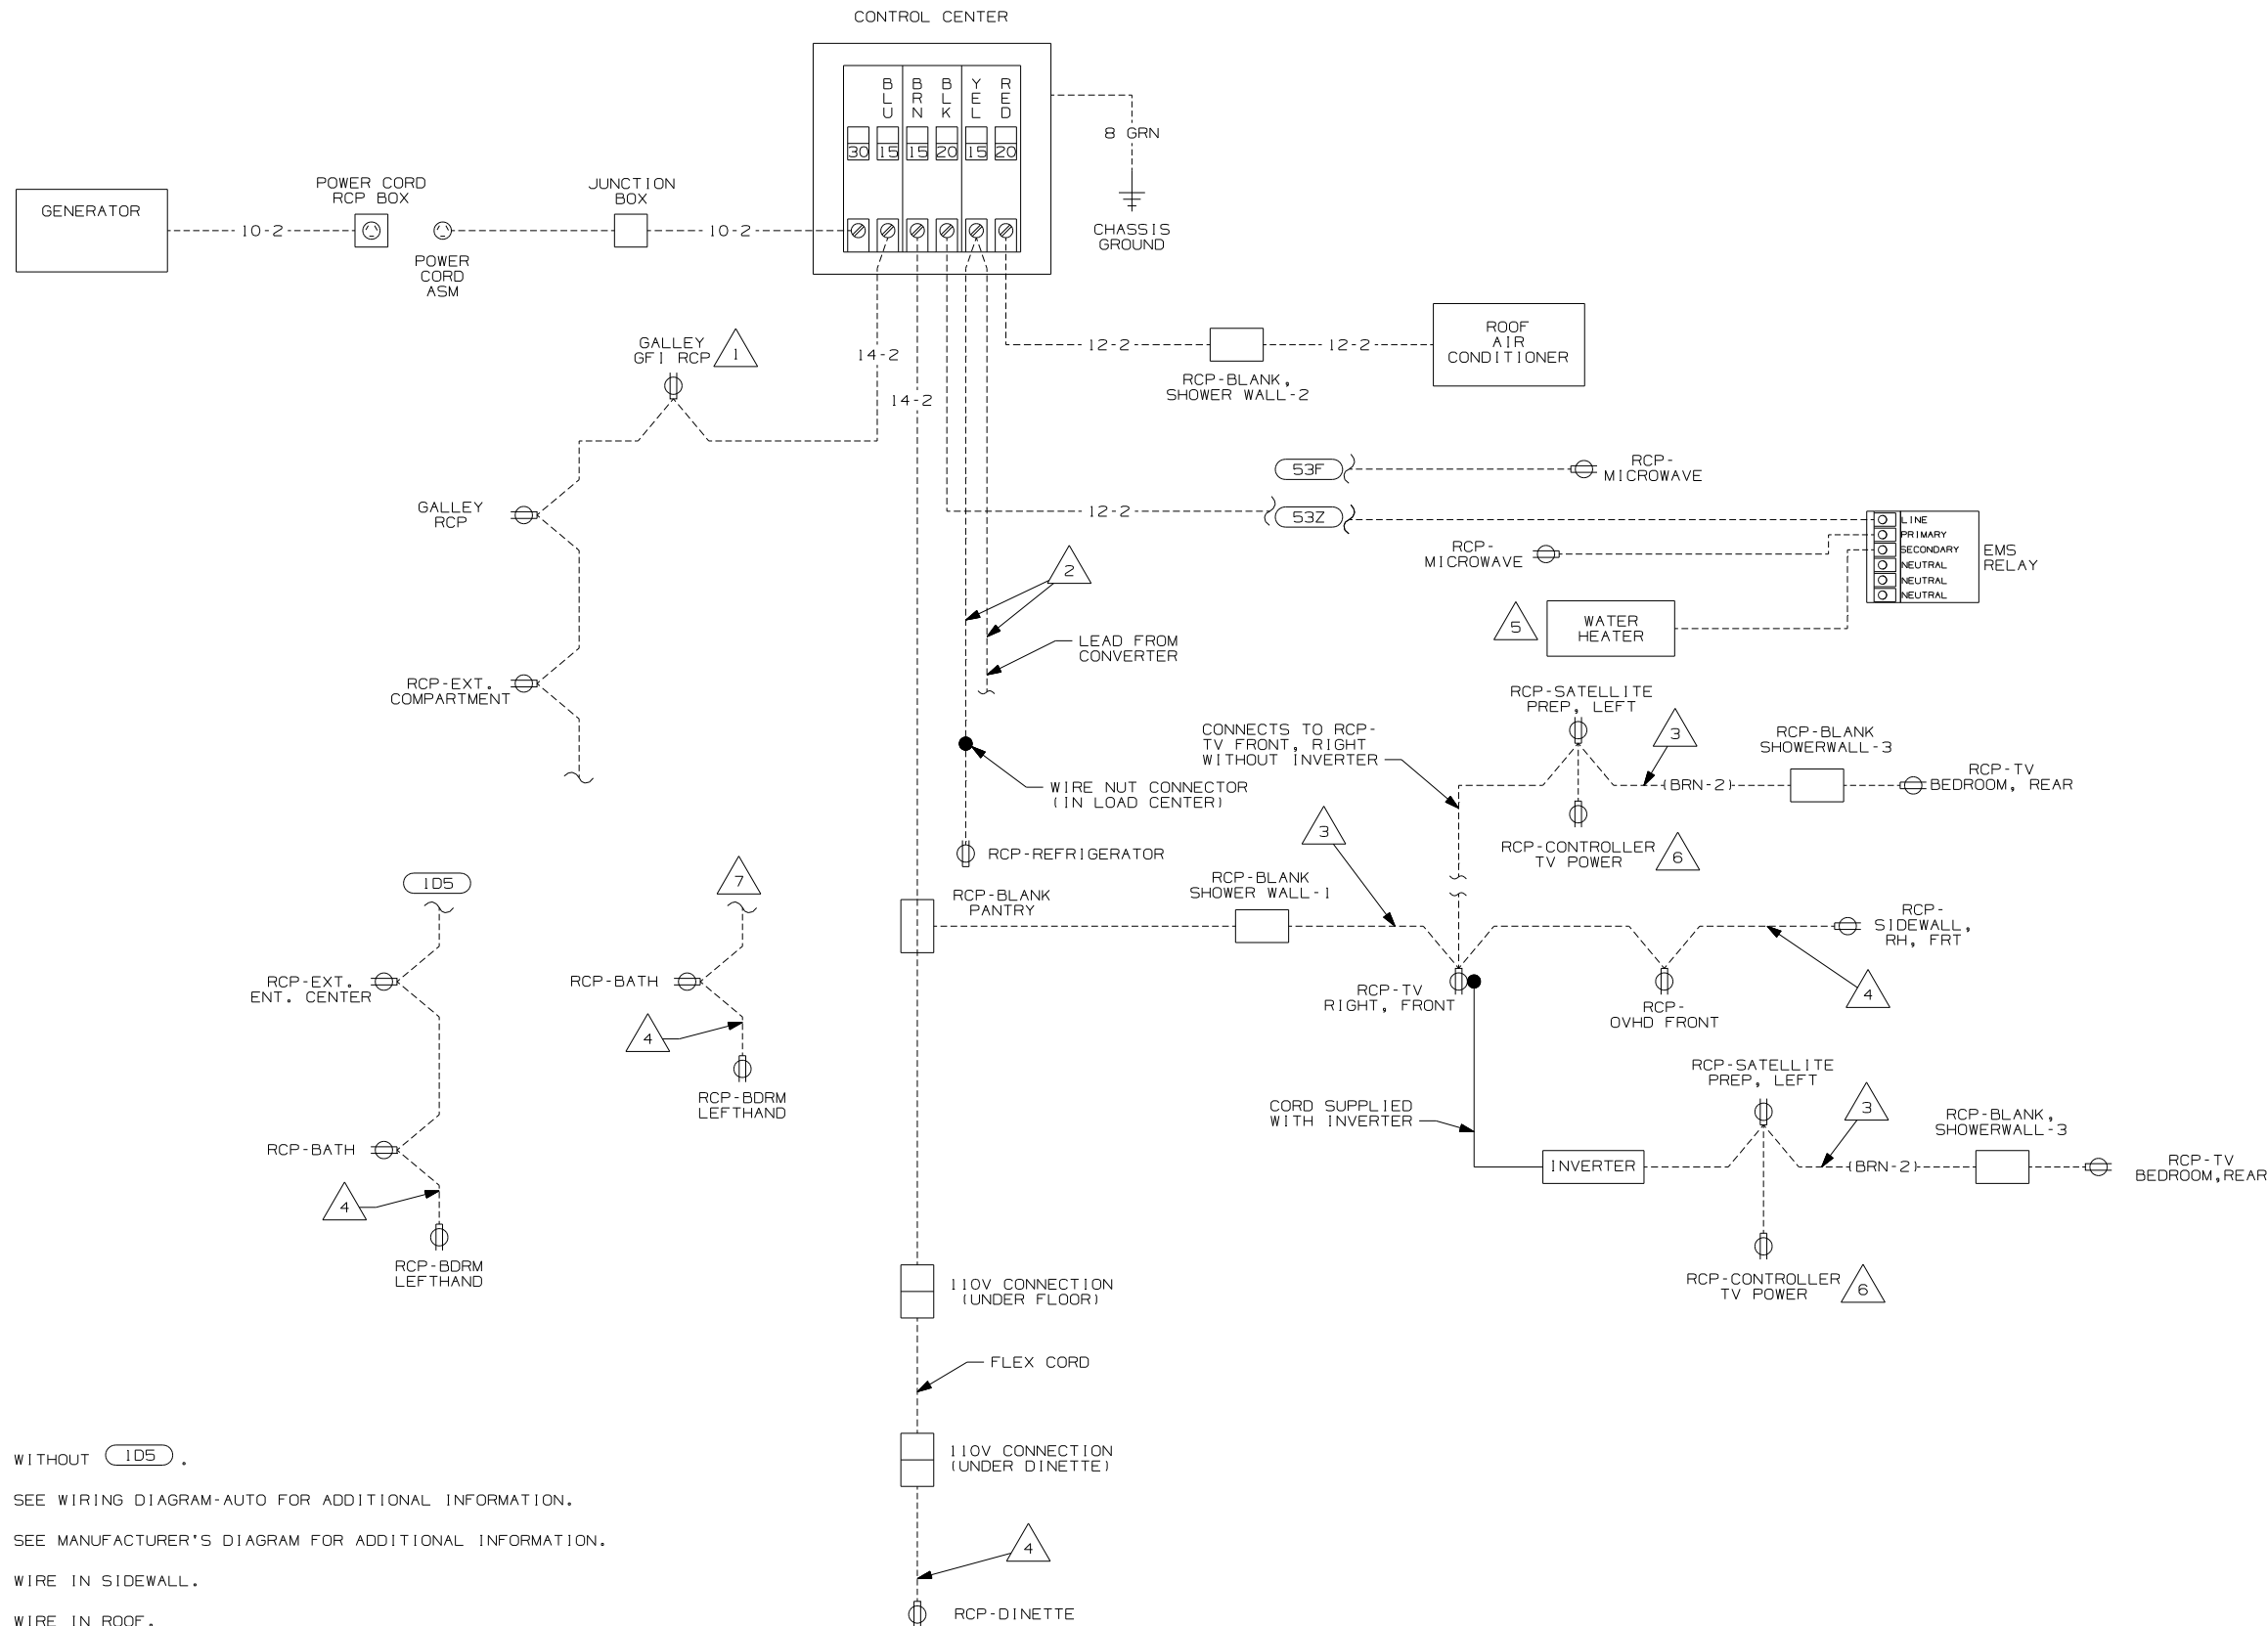 CONTROL CENTER
BLU
BRN
BLK
YEL
RED
30
15
15
20
15
20
8 GRN
CHASSIS
GROUND
GENERATOR
10-2
POWER CORD
RCP BOX
POWER
CORD
ASM
JUNCTION
BOX
10-2
14-2
14-2
12-2
RCP-BLANK,
SHOWER WALL-2
12-2
ROOF
AIR
CONDITIONER
GALLEY
GFI RCP
1
GALLEY
RCP
RCP-EXT.
COMPARTMENT
53F
RCP-
MICROWAVE
12-2
53Z
RCP-
MICROWAVE
LINE
PRIMARY
SECONDARY
NEUTRAL
NEUTRAL
NEUTRAL
EMS
RELAY
5
WATER
HEATER
2
LEAD FROM
CONVERTER
WIRE NUT CONNECTOR
(IN LOAD CENTER)
RCP-REFRIGERATOR
CONNECTS TO RCP-
TV FRONT, RIGHT
WITHOUT INVERTER
RCP-SATELLITE
PREP, LEFT
3
(BRN-2)
RCP-BLANK
SHOWERWALL-3
RCP-TV
BEDROOM, REAR
RCP-CONTROLLER
TV POWER
6
1D5
RCP-EXT.
ENT. CENTER
RCP-BATH
4
RCP-BDRM
LEFTHAND
7
RCP-BATH
4
RCP-BDRM
LEFTHAND
RCP-BLANK
PANTRY
RCP-BLANK
SHOWER WALL-1
3
RCP-TV
RIGHT, FRONT
RCP-
OVHD FRONT
RCP-
SIDEWALL,
RH, FRT
4
CORD SUPPLIED
WITH INVERTER
INVERTER
RCP-SATELLITE
PREP, LEFT
3
(BRN-2)
RCP-BLANK,
SHOWERWALL-3
RCP-TV
BEDROOM,REAR
RCP-CONTROLLER
TV POWER
6
110V CONNECTION
(UNDER FLOOR)
FLEX CORD
110V CONNECTION
(UNDER DINETTE)
4
RCP-DINETTE
WITHOUT 1D5 .
SEE WIRING DIAGRAM-AUTO FOR ADDITIONAL INFORMATION.
SEE MANUFACTURER'S DIAGRAM FOR ADDITIONAL INFORMATION.
WIRE IN SIDEWALL.
WIRE IN ROOF.